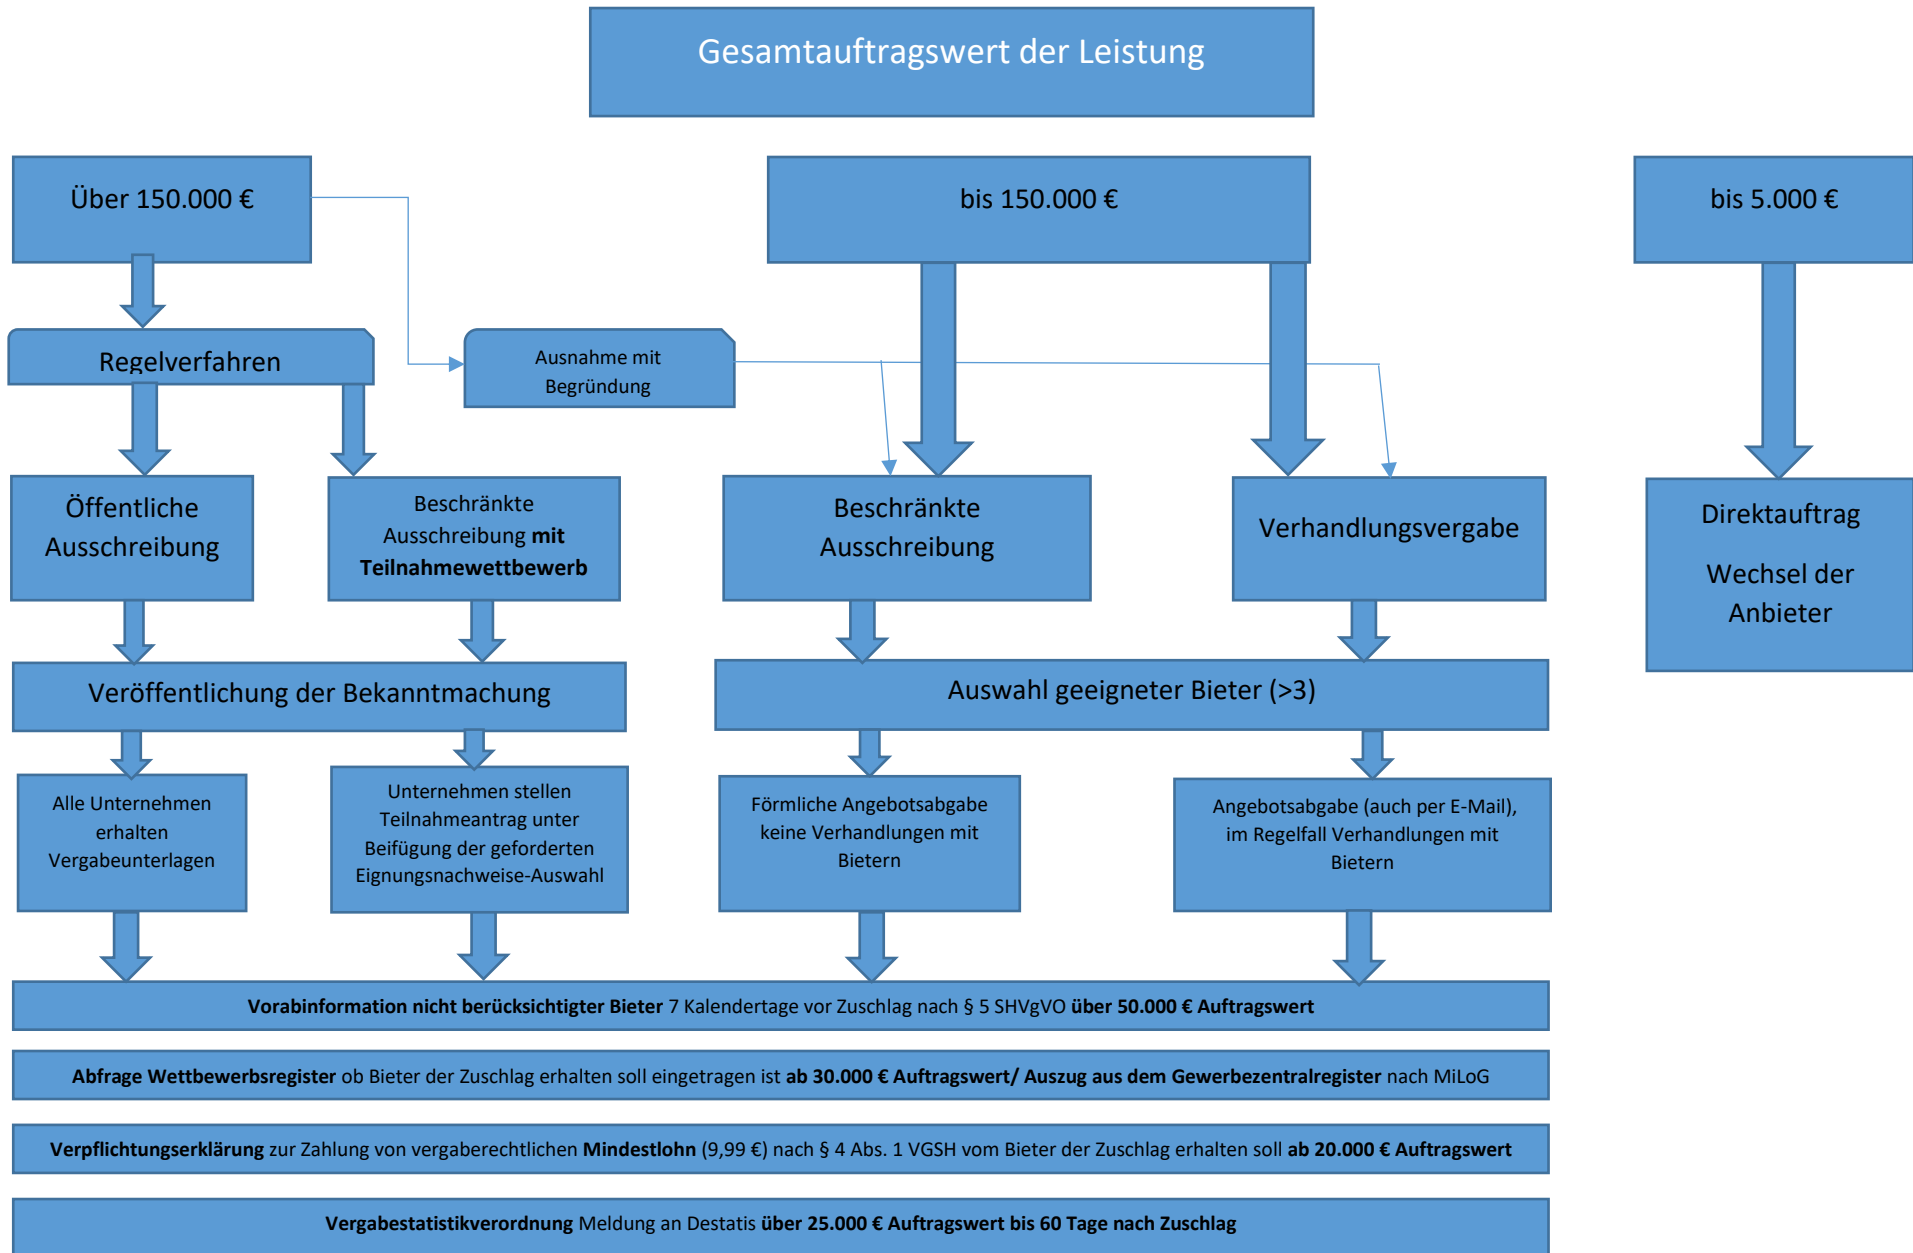 Gesamtauftragswert der Leistung
Über 150.000 €
bis 150.000 €
bis 5.000 €
Regelverfahren
Ausnahme mit
Begründung
Öffentliche
Ausschreibung
Beschränkte
Ausschreibung mit
Teilnahmewettbewerb
Beschränkte
Ausschreibung
Verhandlungsvergabe
Direktauftrag
Wechsel der
Anbieter
Veröffentlichung der Bekanntmachung
Auswahl geeigneter Bieter (>3)
Alle Unternehmen
erhalten
Vergabeunterlagen
Unternehmen stellen
Teilnahmeantrag unter
Beifügung der geforderten
Eignungsnachweise-Auswahl
Förmliche Angebotsabgabe
keine Verhandlungen mit
Bietern
Angebotsabgabe (auch per E-Mail),
im Regelfall Verhandlungen mit
Bietern
Vorabinformation nicht berücksichtigter Bieter 7 Kalendertage vor Zuschlag nach § 5 SHVgVO über 50.000 € Auftragswert
Abfrage Wettbewerbsregister ob Bieter der Zuschlag erhalten soll eingetragen ist ab 30.000 € Auftragswert/ Auszug aus dem Gewerbezentralregister nach MiLoG
Verpflichtungserklärung zur Zahlung von vergaberechtlichen Mindestlohn (9,99 €) nach § 4 Abs. 1 VGSH vom Bieter der Zuschlag erhalten soll ab 20.000 € Auftragswert
Vergabestatistikverordnung Meldung an Destatis über 25.000 € Auftragswert bis 60 Tage nach Zuschlag